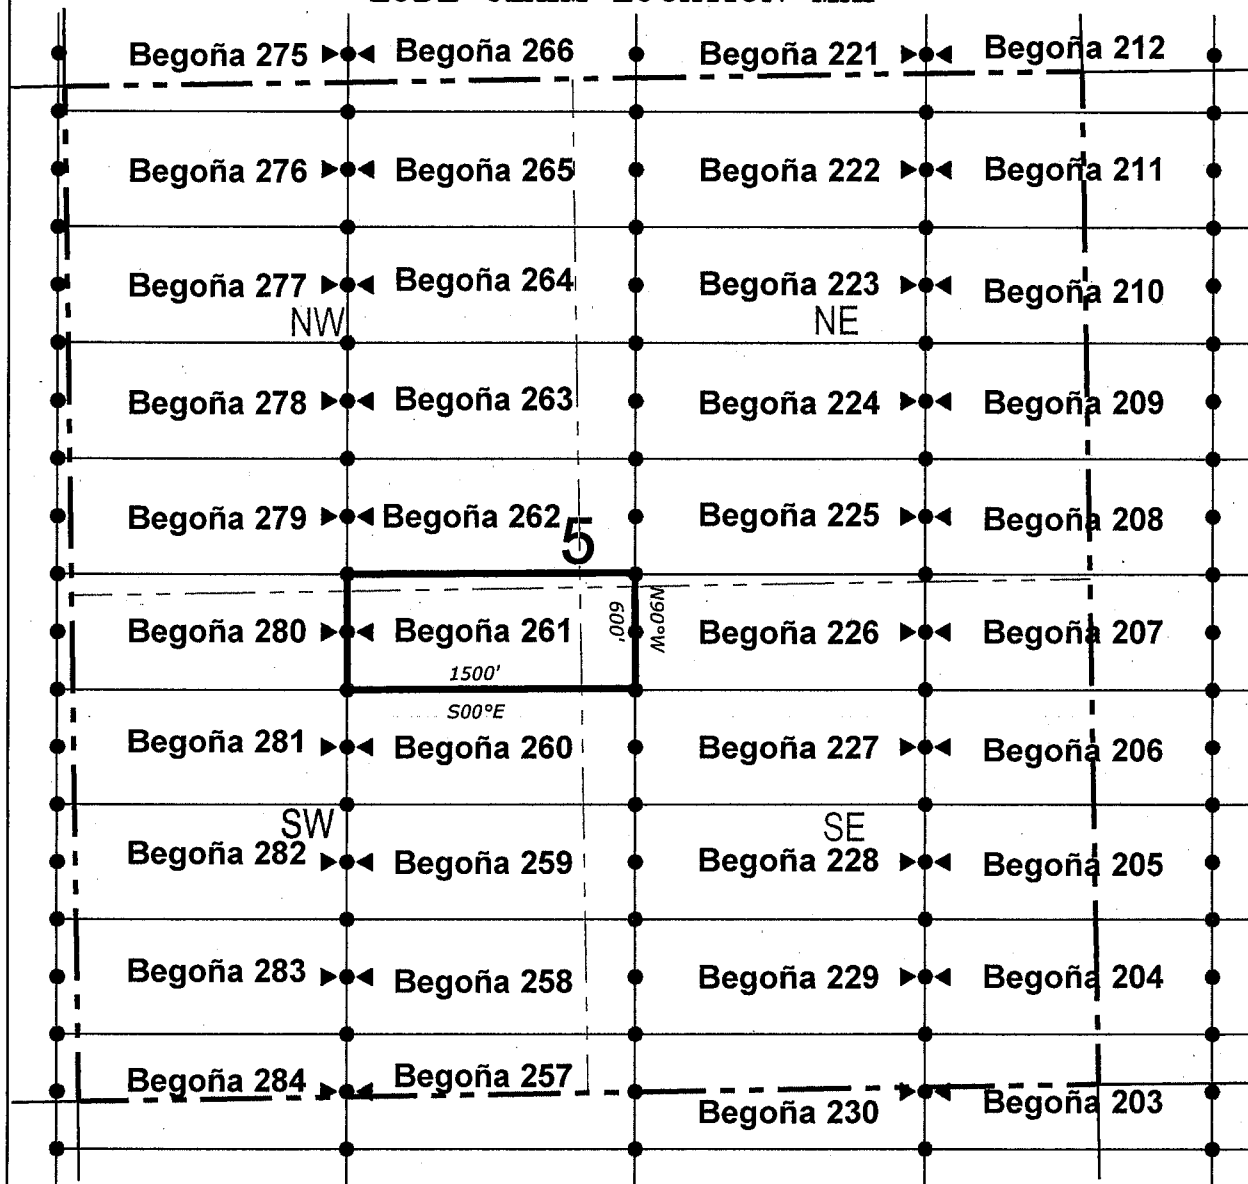 Begoña 275 Begoña 266 Begoña 221 Begoña 212
Begoña 276 Begoña 265 Begoña 222 Begoña 211
Begoña 277 Begoña 264 Begoña 223 Begoña 210
NW NE
Begoña 278 Begoña 263 Begoña 224 Begoña 209
Begoña 279 Begoña 262 Begoña 225 Begoña 208
5
Begoña 280 Begoña 261 600' N90°W Begoña 226 Begoña 207
1500'
S00°E
Begoña 281 Begoña 260 Begoña 227 Begoña 206
SW SE
Begoña 282 Begoña 259 Begoña 228 Begoña 205
Begoña 283 Begoña 258 Begoña 229 Begoña 204
Begoña 284 Begoña 257 Begoña 230 Begoña 203